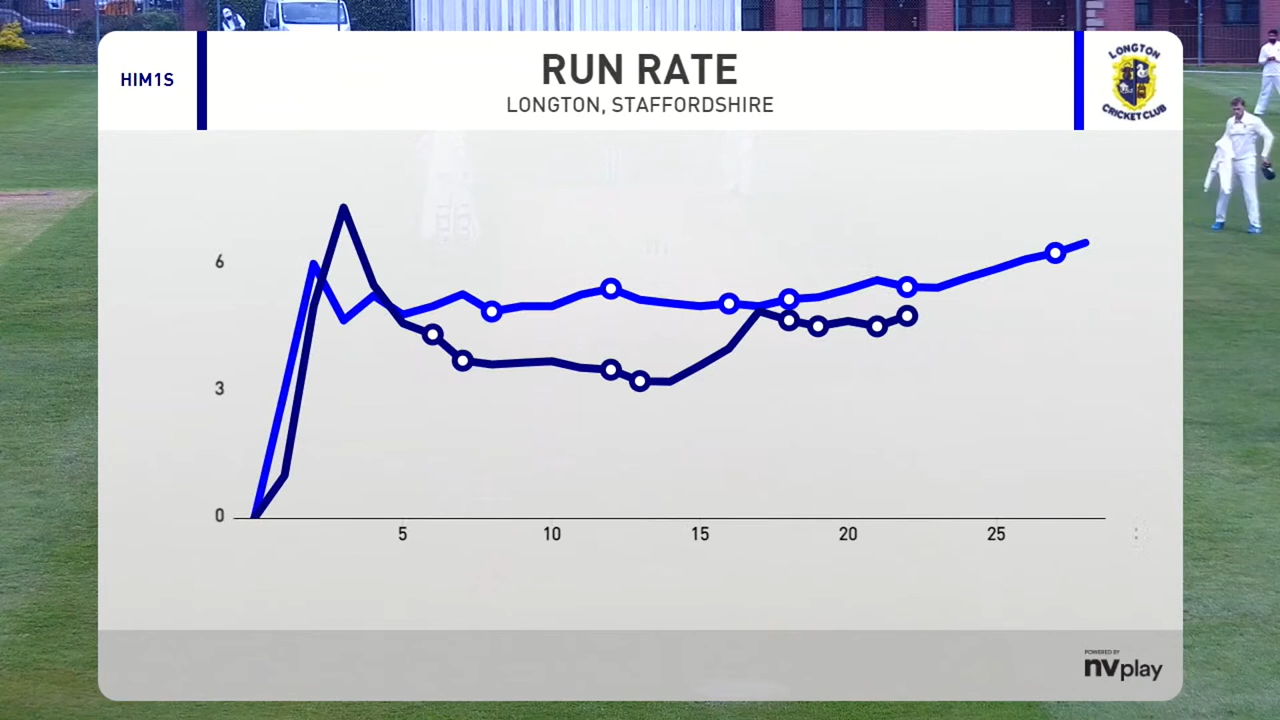 HIM1S
RUN RATE
LONGTON, STAFFORDSHIRE
LONGTON
CRICKET CLUB
6
3
0
5
10
15
20
25
POWERED BY
nvplay